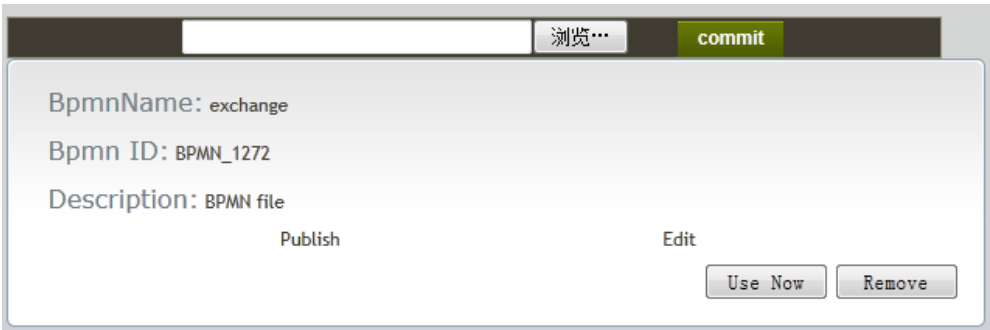 浏览… commit
BpmnName: exchange
Bpmn ID: BPMN_1272
Description: BPMN file
Publish Edit
Use Now Remove